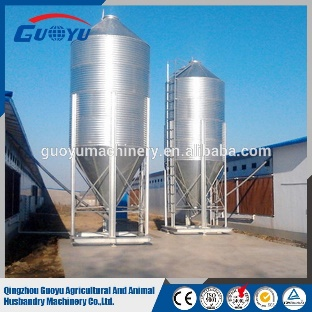 GUOYU
guoyumachinery.en.alibaba.com
Qingzhou Guoyu Agricultural And Animal
Husbandry Machinery Co.,Ltd.
CE